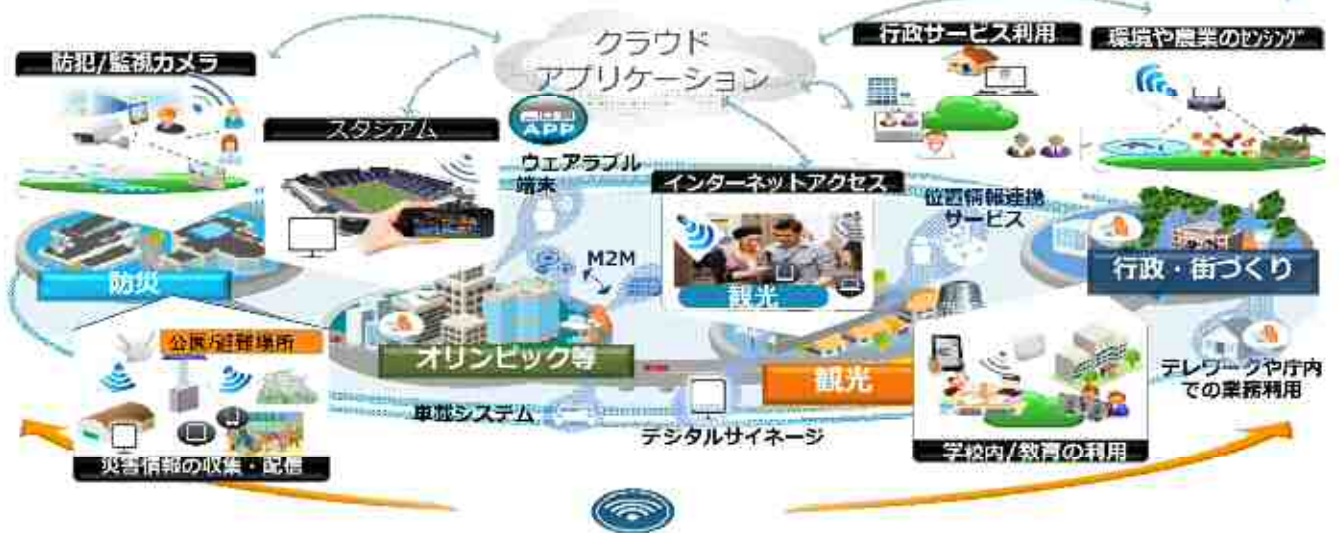 クラウド
アプリケーション
行政サービス利用
環境や農業のセンシング
防犯/監視カメラ
スタジアム
APP
ウェアラブル
端末
インターネットアクセス
位置情報連携
サービス
M2M
防災
観光
行政・街づくり
公園/避難場所
オリンピック等
観光
テレワークや庁内
での業務利用
車載システム
デジタルサイネージ
学校内/教育の利用
災害情報の収集・配信